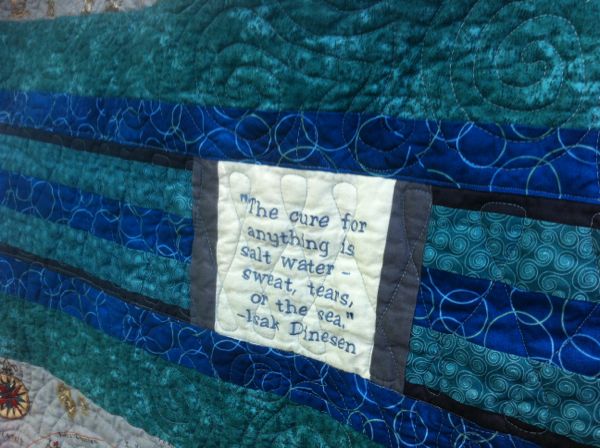 "The cure for
anything is
salt water -
sweat, tears,
or the sea."
-Isak Dinesen